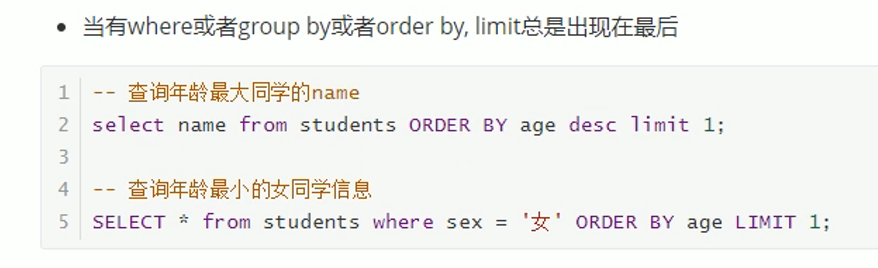 当有where或者group by或者order by, limit总是出现在最后
1 -- 查询年龄最大同学的name
2 select name from students ORDER BY age desc limit 1;
3
4 -- 查询年龄最小的女同学信息
5 SELECT * from students where sex = '女' ORDER BY age LIMIT 1;